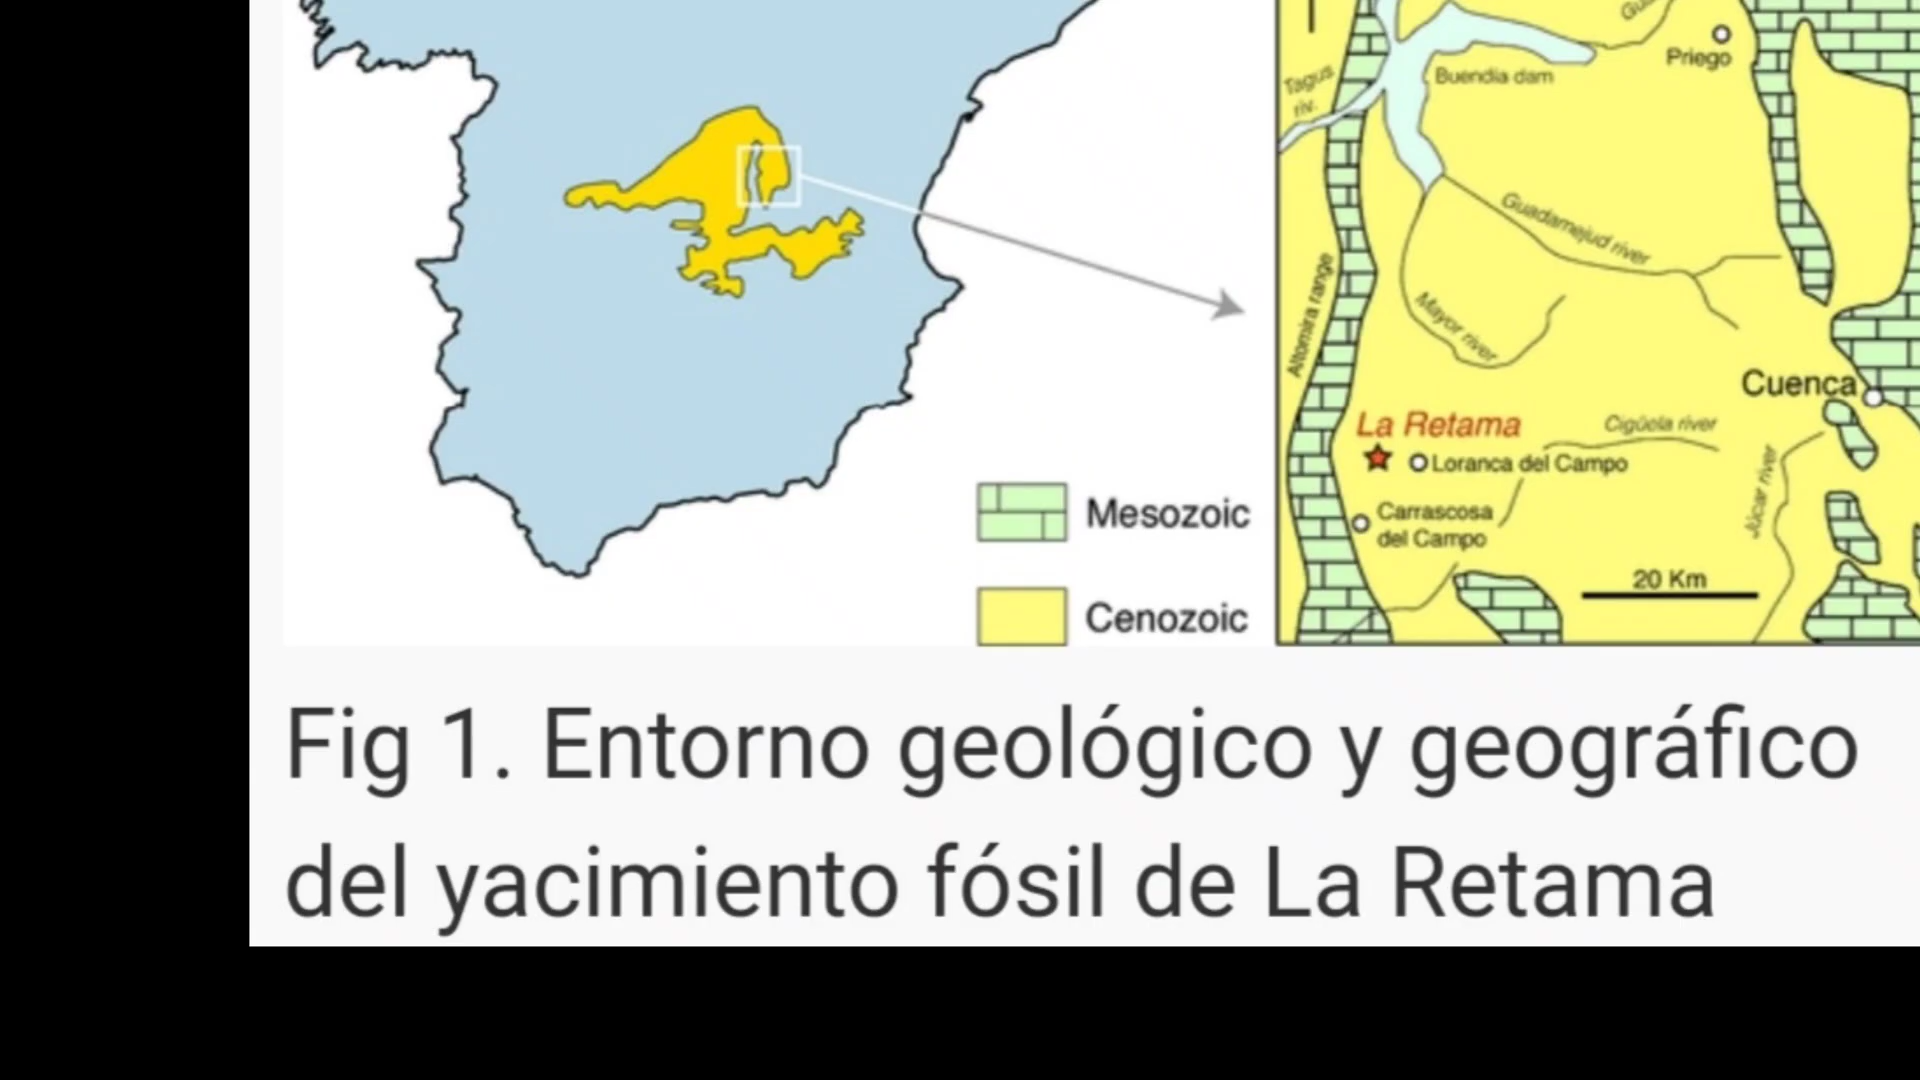 Priego
Buendia dam
Tagus
riv.
Guadamejud river
Altomira range
Mayor river
Cuenca
La Retama
Cigüela river
Loranca del Campo
Júcar river
Mesozoic
Carrascosa
del Campo
20 Km
Cenozoic
Fig 1. Entorno geológico y geográfico
del yacimiento fósil de La Retama